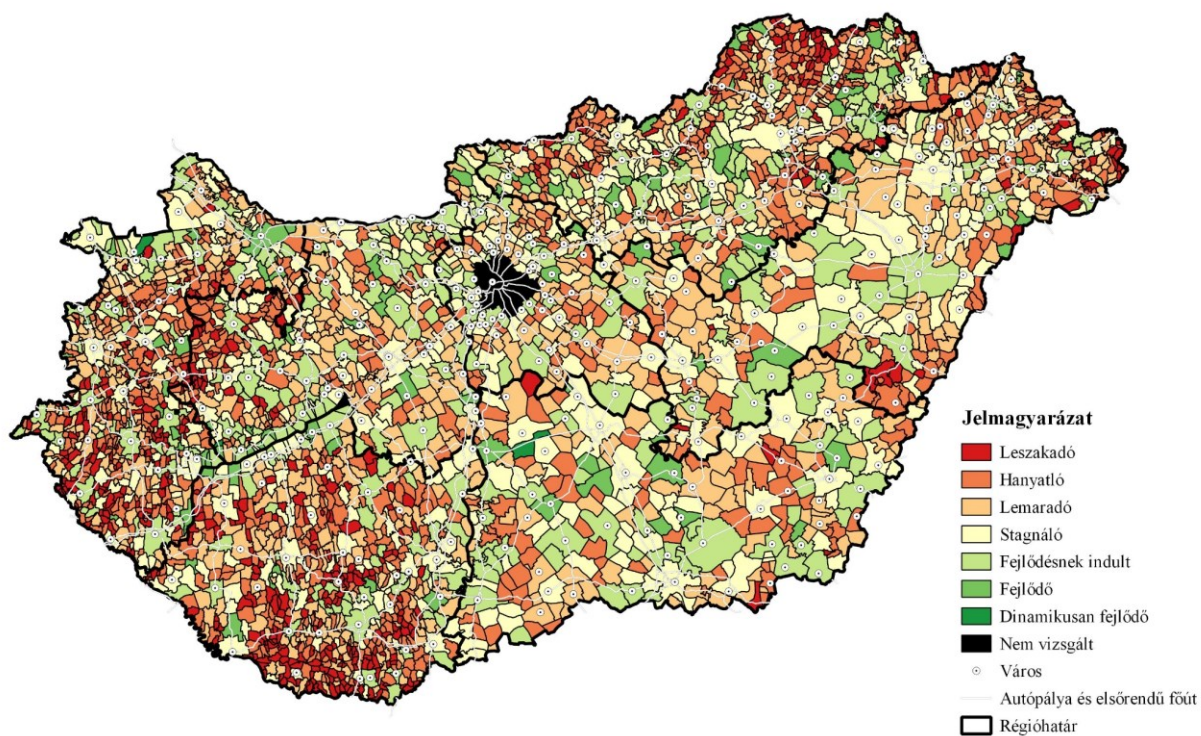 Jelmagyarázat
Leszakadó
Hanyatló
Lemaradó
Stagnáló
Fejlődésnek indult
Fejlődő
Dinamikusan fejlődő
Nem vizsgált
Város
Autópálya és elsőrendű főút
Régióhatár